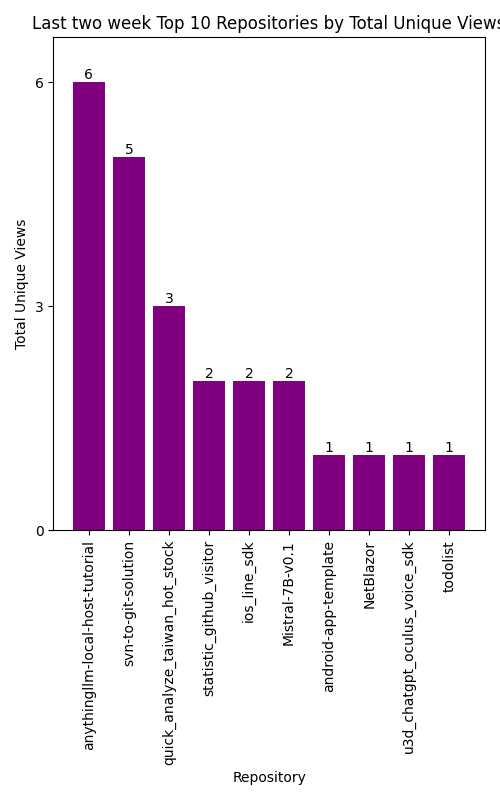 Last two week Top 10 Repositories by Total Unique Views
Total Unique Views
6
3
0
6
5
3
2
2
2
1
1
1
1
anythingllm-local-host-tutorial
svn-to-git-solution
quick_analyze_taiwan_hot_stock
statistic_github_visitor
ios_line_sdk
Mistral-7B-v0.1
android-app-template
NetBlazor
u3d_chatgpt_oculus_voice_sdk
todolist
Repository